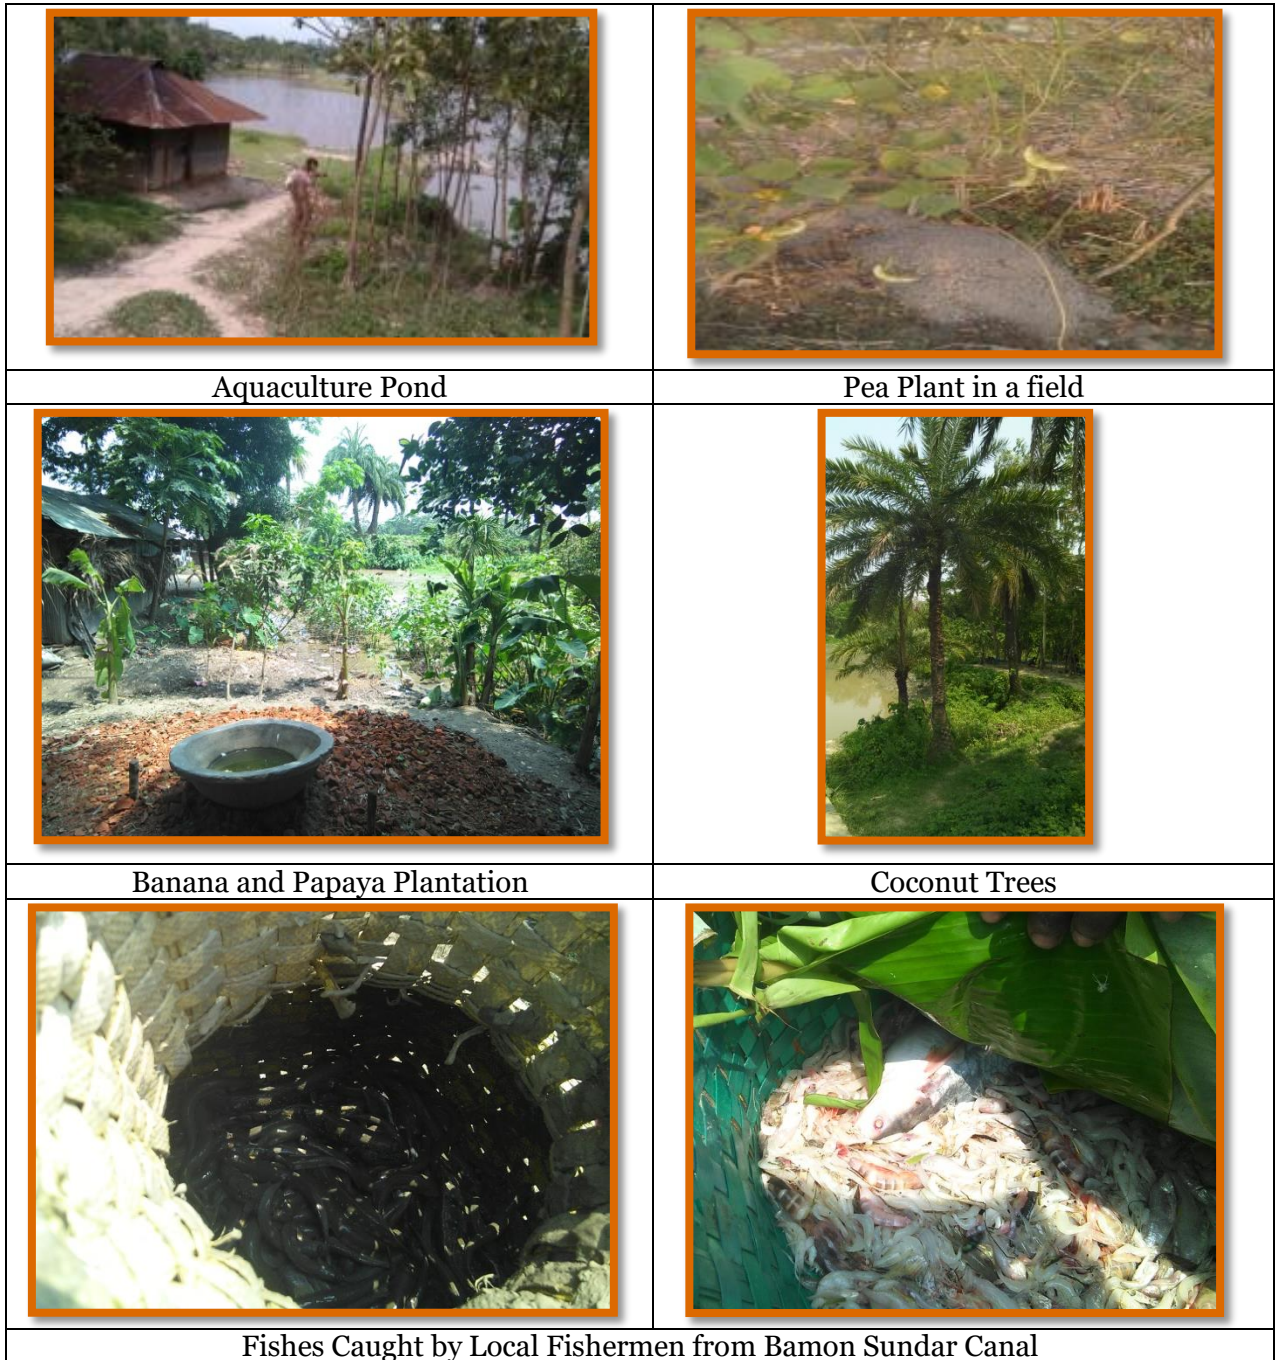 Aquaculture Pond
Pea Plant in a field
Banana and Papaya Plantation
Coconut Trees
Fishes Caught by Local Fishermen from Bamon Sundar Canal